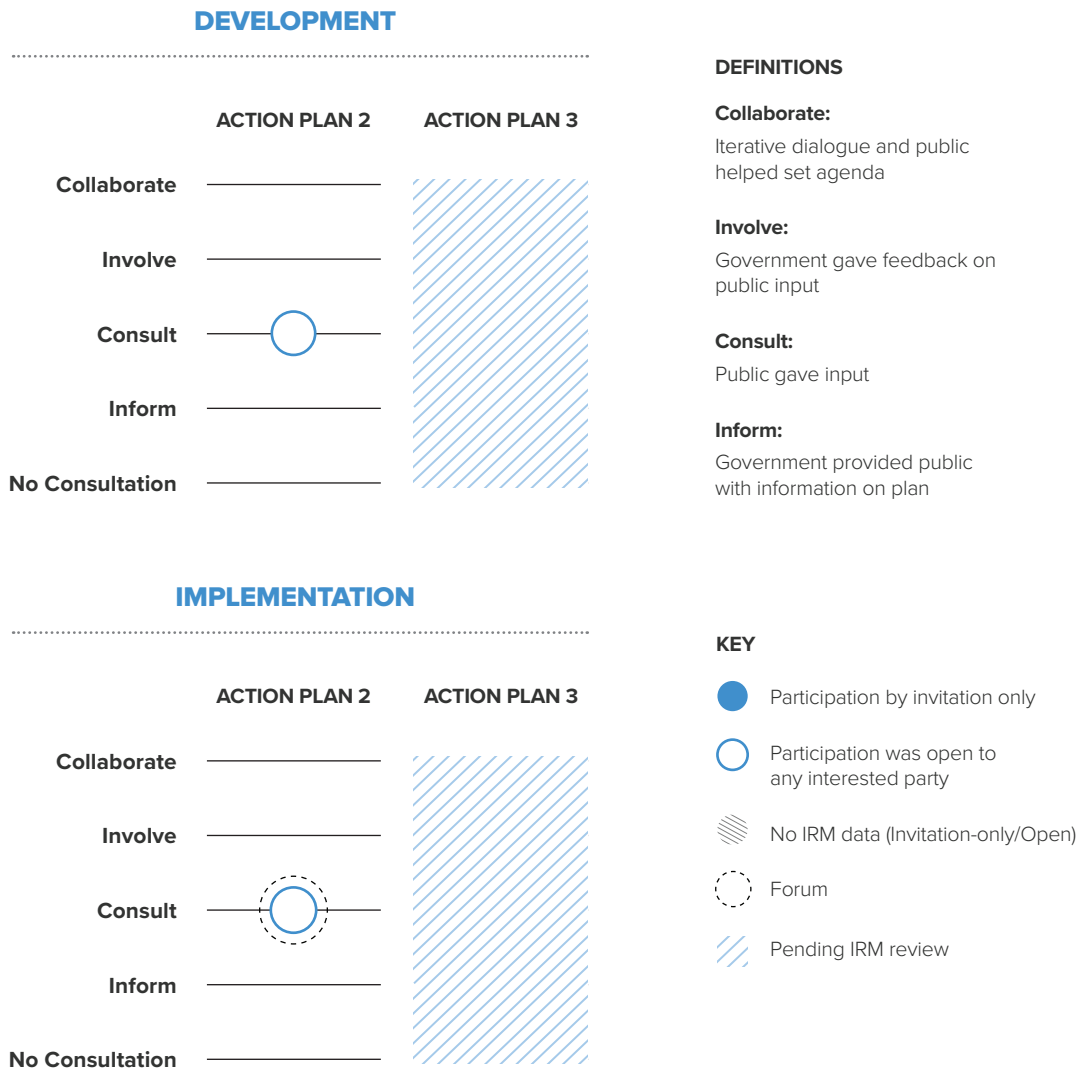 DEVELOPMENT
ACTION PLAN 2
ACTION PLAN 3
Collaborate
Involve
Consult
Inform
No Consultation
DEFINITIONS
Collaborate:
Iterative dialogue and public
helped set agenda
Involve:
Government gave feedback on
public input
Consult:
Public gave input
Inform:
Government provided public
with information on plan
IMPLEMENTATION
ACTION PLAN 2
ACTION PLAN 3
Collaborate
Involve
Consult
Inform
No Consultation
KEY
Participation by invitation only
Participation was open to
any interested party
No IRM data (Invitation-only/Open)
Forum
Pending IRM review